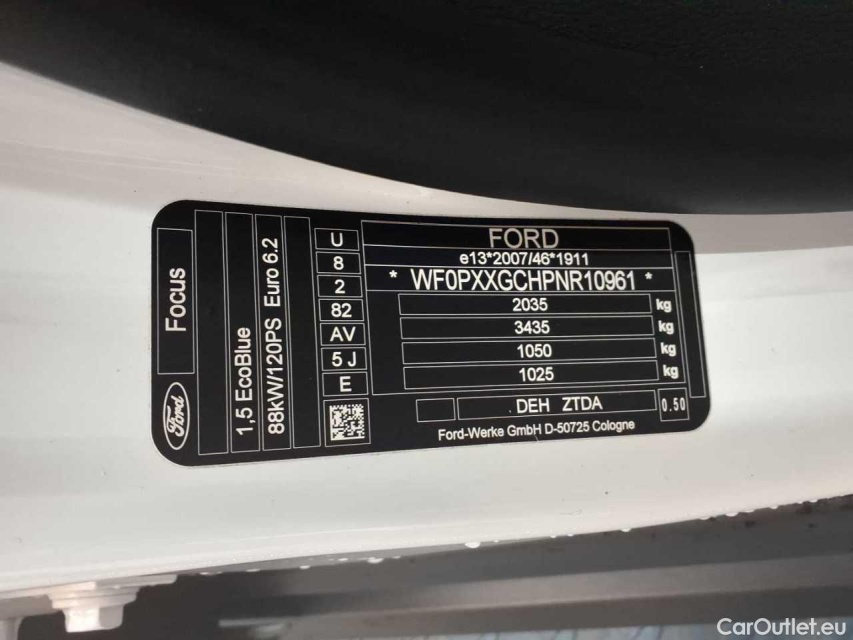 Focus
Ford
1,5 EcoBlue
88kW/120PS Euro 6.2
U
8
2
82
AV
5 J
E
FORD
e13*2007/46*1911
* WF0PXXGCHPNR10961 *
2035 kg
3435 kg
1050 kg
1025 kg
DEH ZTDA
0.50
Ford-Werke GmbH D-50725 Cologne
CarOutlet.eu